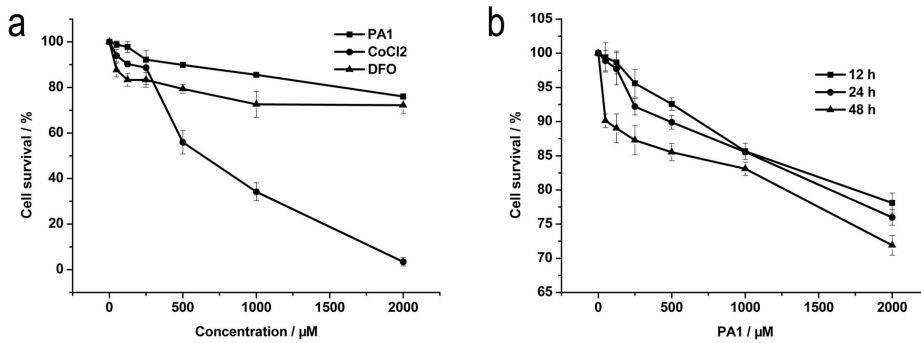 a
Cell survival / %
100
80
60
40
20
0
PA1
CoCl2
DFO
0
500
1000
1500
2000
Concentration / μM
b
Cell survival / %
105
100
95
90
85
80
75
70
65
12 h
24 h
48 h
0
500
1000
1500
2000
PA1 / μM